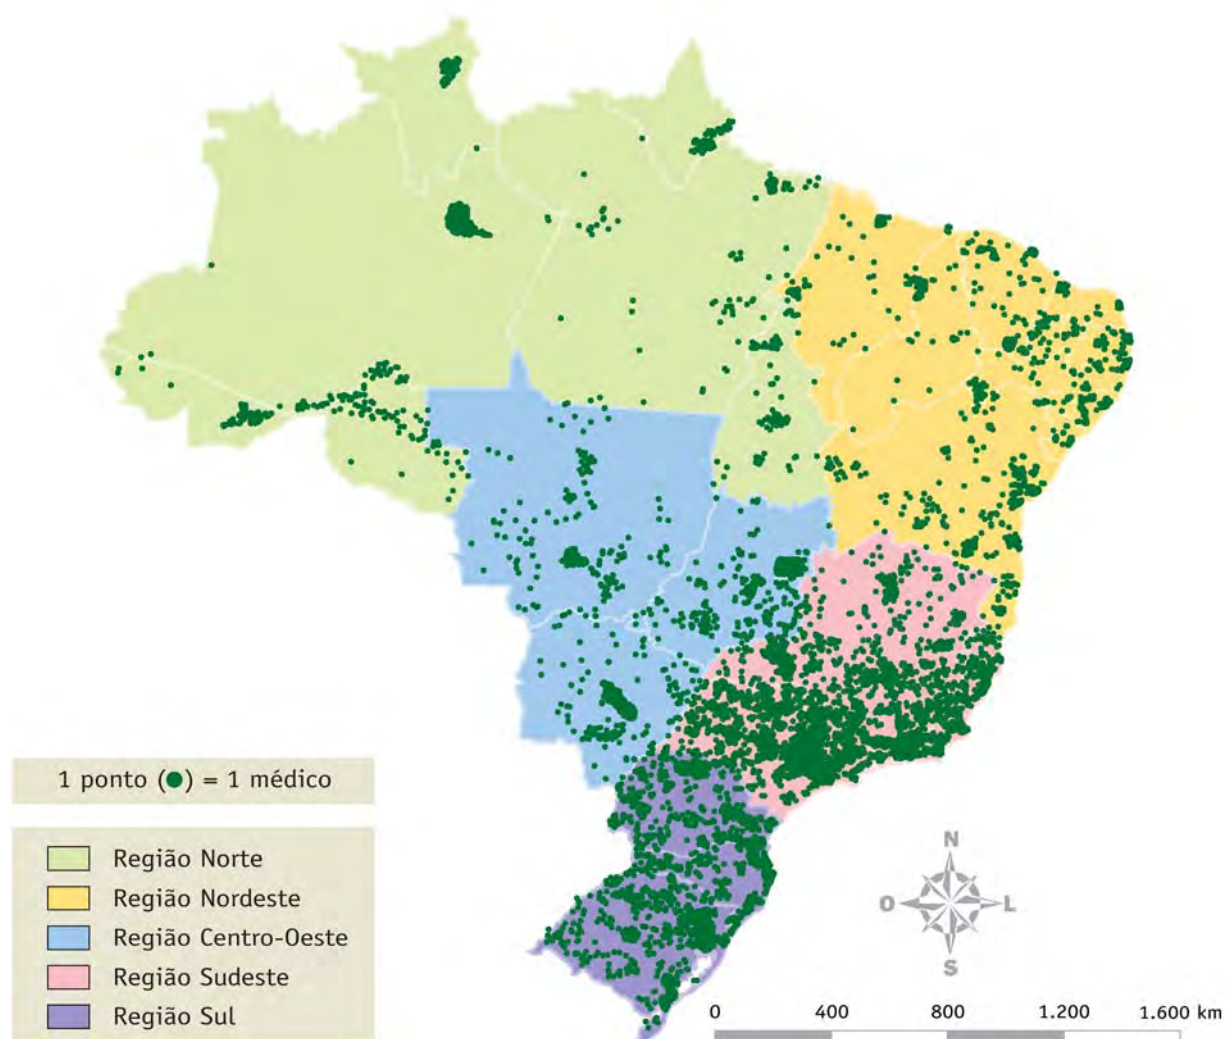 1 ponto (●) = 1 médico
Região Norte
Região Nordeste
Região Centro-Oeste
Região Sudeste
Região Sul
N
O L
S
0 400 800 1.200 1.600 km